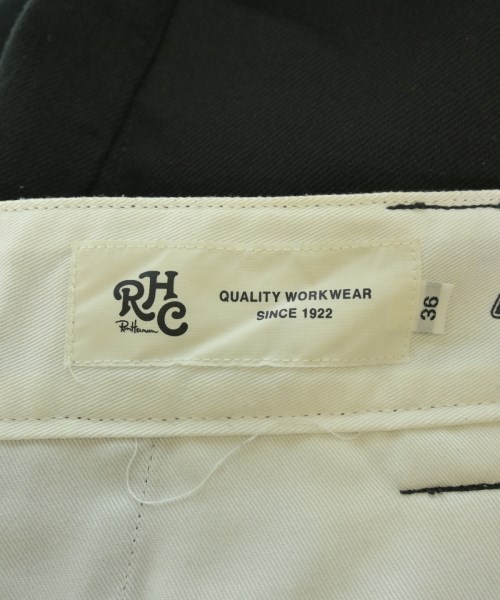 RHC
Ron Herman
QUALITY WORKWEAR
SINCE 1922
36